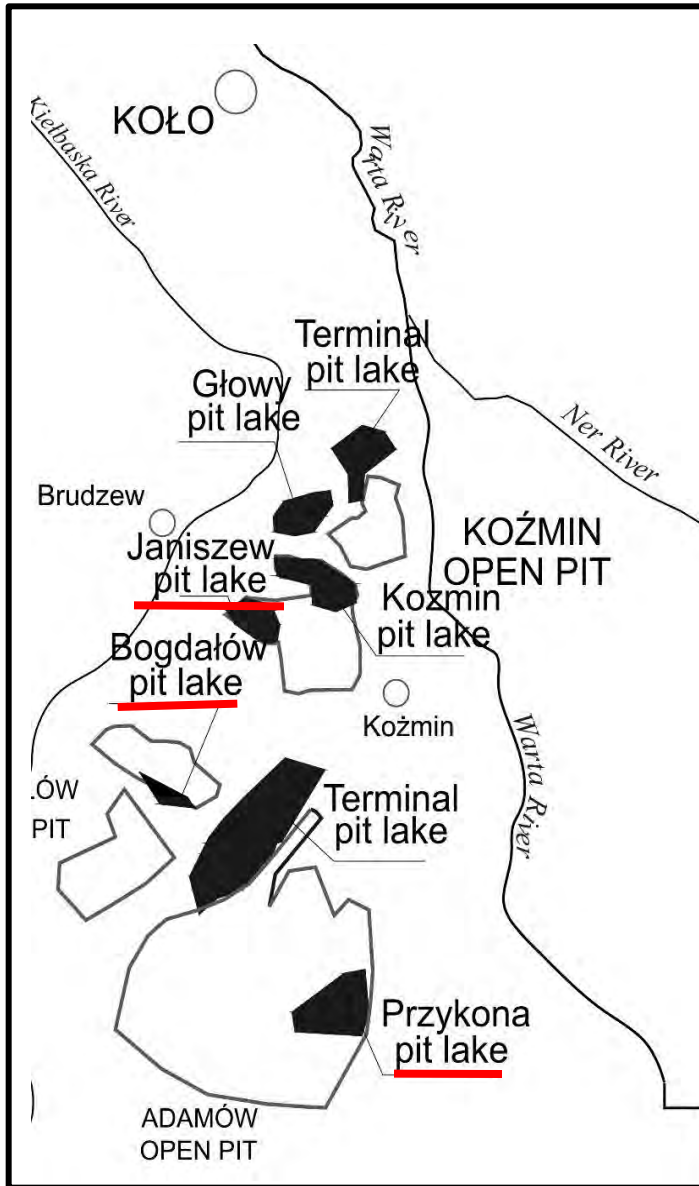 KOŁO
Kiełbaska River
Warta River
Terminal
pit lake
Głowy
pit lake
Ner River
Brudzew
KOŹMIN
OPEN PIT
Janiszew
pit lake
Koźmin
pit lake
Bogdałów
pit lake
Koźmin
Warta River
ŁÓW
PIT
Terminal
pit lake
Przykona
pit lake
ADAMÓW
OPEN PIT